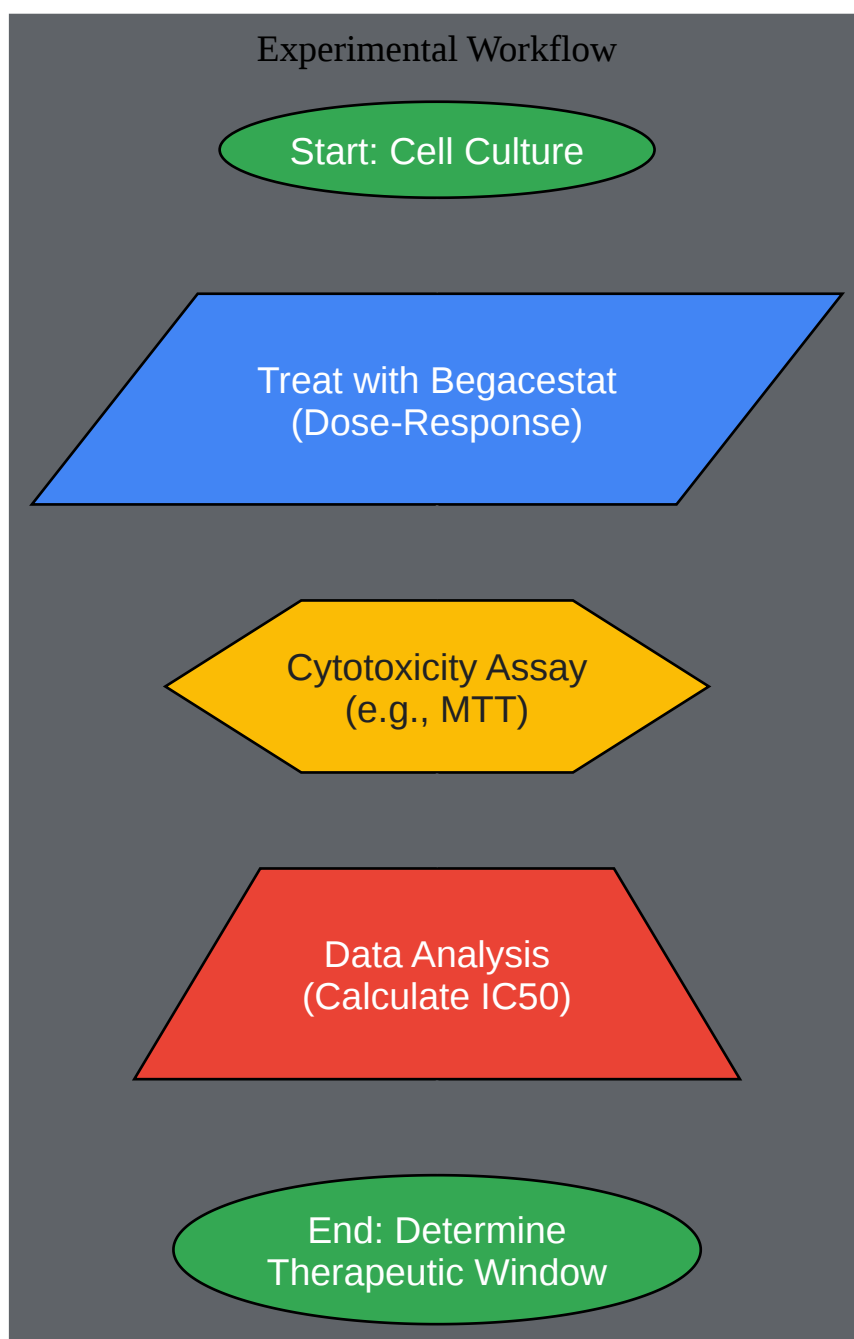 Experimental Workflow
Start: Cell Culture
Treat with Begacestat
(Dose-Response)
Cytotoxicity Assay
(e.g., MTT)
Data Analysis
(Calculate IC50)
End: Determine
Therapeutic Window